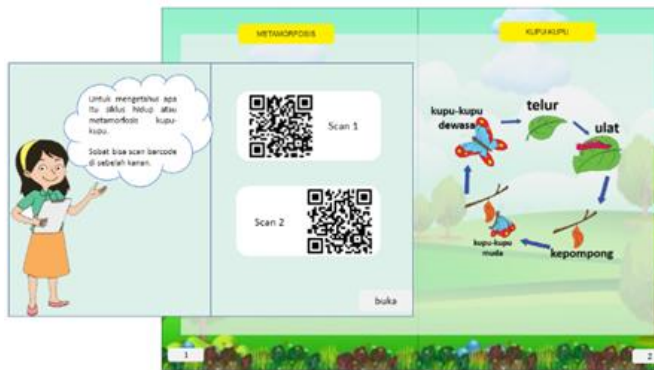 METAMORFOSIS
KUPU-KUPU
Untuk mengetahui apa
itu siklus hidup atau
metamorfosis kupu-
kupu.
Sobat bisa scan barcode
di sebelah kanan.
Scan 1
Scan 2
buka
kupu-kupu
dewasa
telur
ulat
kepompong
kupu-kupu
muda
1
2